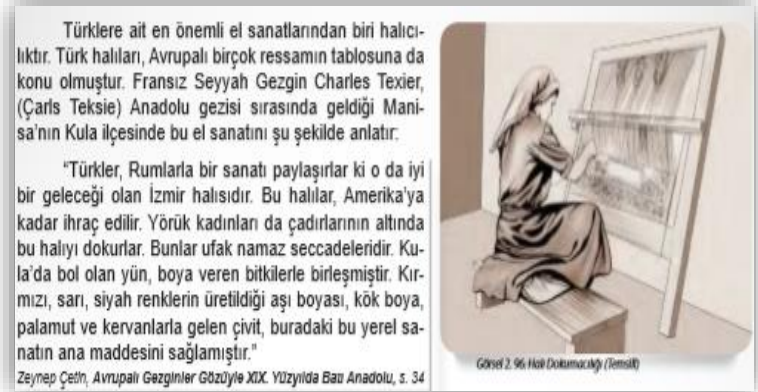 Türklere ait en önemli el sanatlarından biri halıcı-
lıktır. Türk halıları, Avrupalı birçok ressamın tablosuna da
konu olmuştur. Fransız Seyyah Gezgin Charles Texier,
(Çarls Teksie) Anadolu gezisi sırasında geldiği Mani-
sa'nın Kula ilçesinde bu el sanatını şu şekilde anlatır:
"Türkler, Rumlarla bir sanatı paylaşırlar ki o da iyi
bir geleceği olan İzmir halısıdır. Bu halılar, Amerika'ya
kadar ihraç edilir. Yörük kadınları da çadırlarının altında
bu halıyı dokurlar. Bunlar ufak namaz seccadeleridir. Ku-
la'da bol olan yün, boya veren bitkilerle birleşmiştir. Kır-
mızı, sarı, siyah renklerin üretildiği aşı boyası, kök boya,
palamut ve kervanlarla gelen çivit, buradaki bu yerel sa-
natın ana maddesini sağlamıştır."
Zeynep Çetin, Avrupalı Gezginler Gözüyle XIX. Yüzyılda Batı Anadolu, s. 34
Görsel 2. 96 Halı Dokumacılığı (Temsilî)